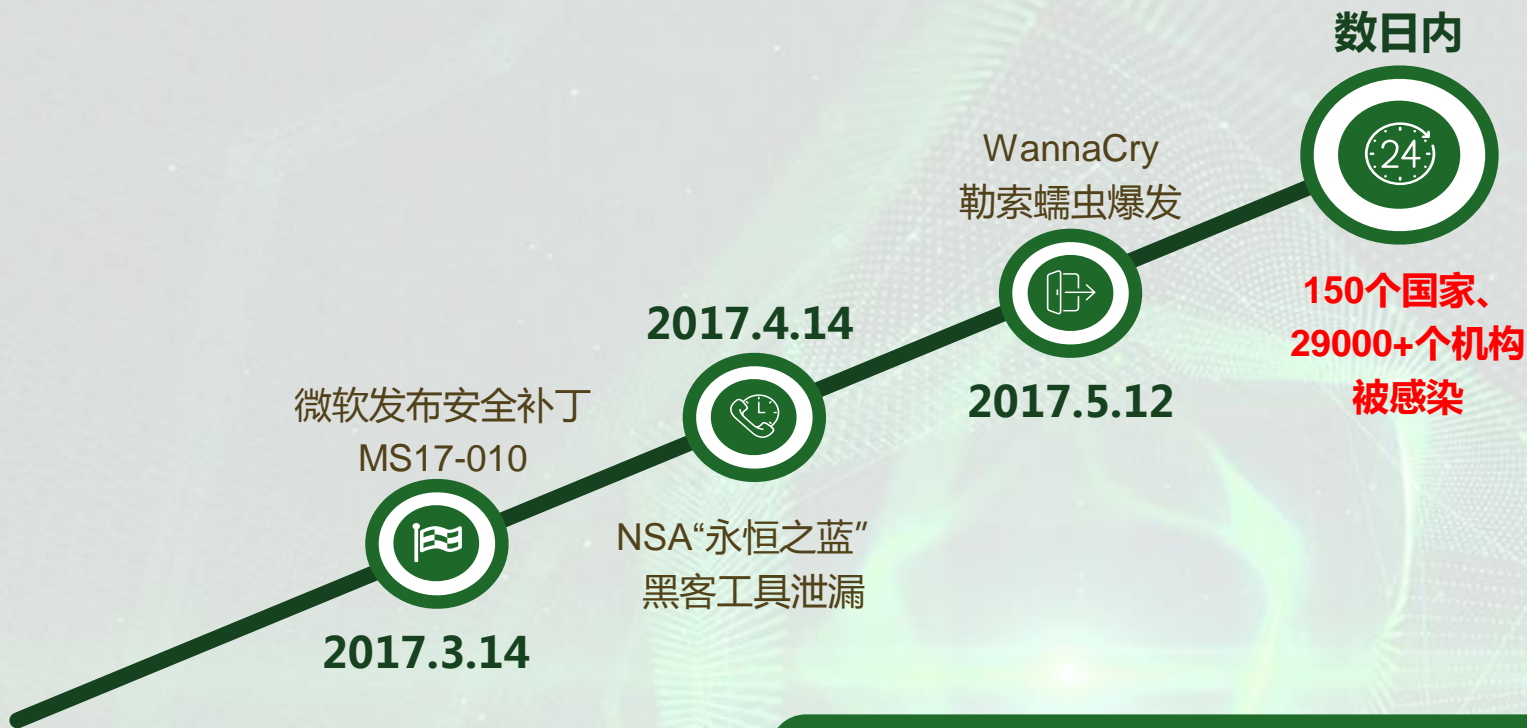 数日内
24
WannaCry
勒索蠕虫爆发
150个国家、
29000+个机构
被感染
2017.4.14
2017.5.12
微软发布安全补丁
MS17-010
NSA“永恒之蓝”
黑客工具泄漏
2017.3.14